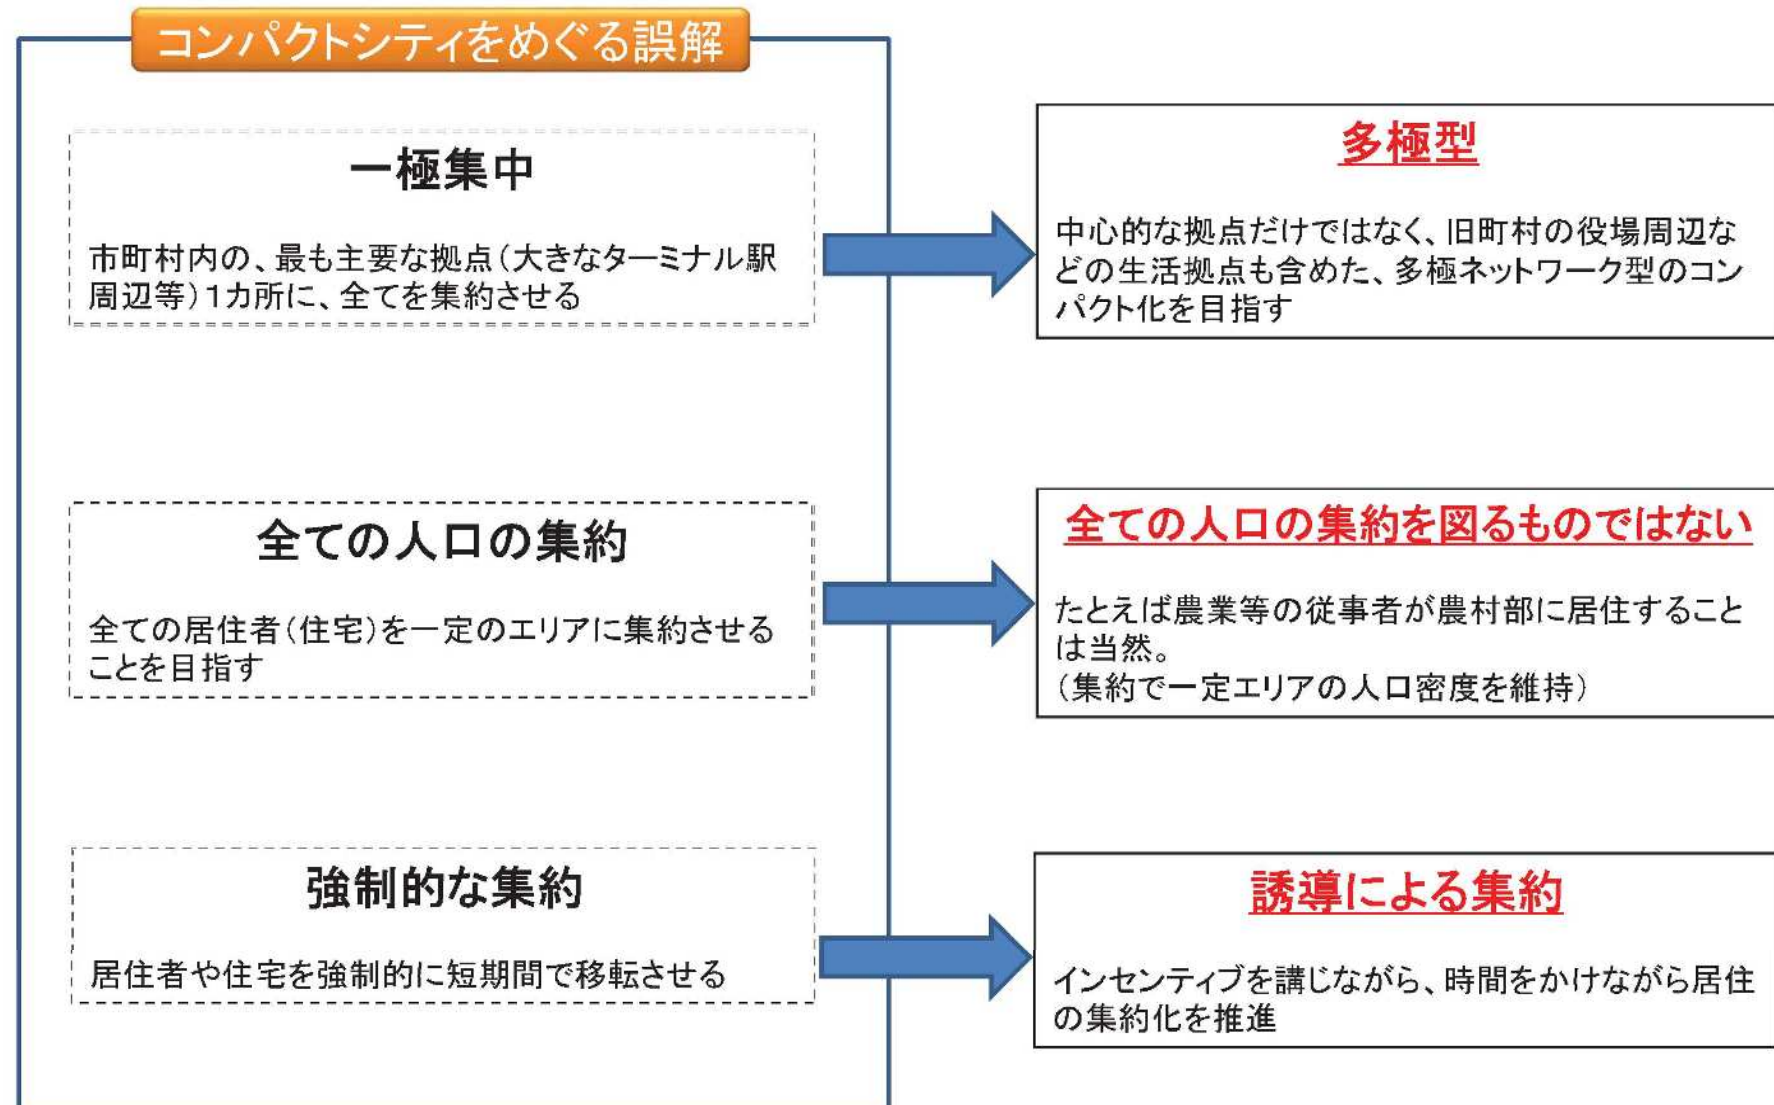 コンパクトシティをめぐる誤解
一極集中
市町村内の、最も主要な拠点(大きなターミナル駅
周辺等)1カ所に、全てを集約させる
多極型
中心的な拠点だけではなく、旧町村の役場周辺な
どの生活拠点も含めた、多極ネットワーク型のコン
パクト化を目指す
全ての人口の集約
全ての居住者(住宅)を一定のエリアに集約させる
ことを目指す
全ての人口の集約を図るものではない
たとえば農業等の従事者が農村部に居住すること
は当然。
(集約で一定エリアの人口密度を維持)
強制的な集約
居住者や住宅を強制的に短期間で移転させる
誘導による集約
インセンティブを講じながら、時間をかけながら居住
の集約化を推進